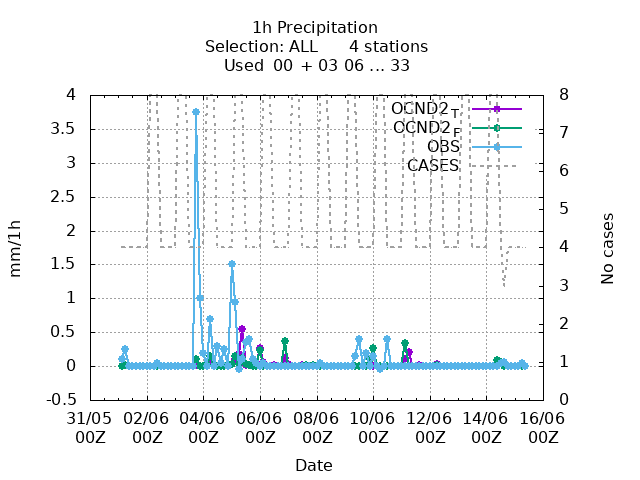 1h Precipitation
Selection: ALL 4 stations
Used 00 + 03 06 ... 33
4
3.5
3
2.5
2
1.5
1
0.5
0
-0.5
mm/1h
8
7
6
5
4
3
2
1
0
No cases
OCND2T
OCND2F
OBS
CASES
31/05 02/06 04/06 06/06 08/06 10/06 12/06 14/06 16/06
00Z 00Z 00Z 00Z 00Z 00Z 00Z 00Z 00Z
Date